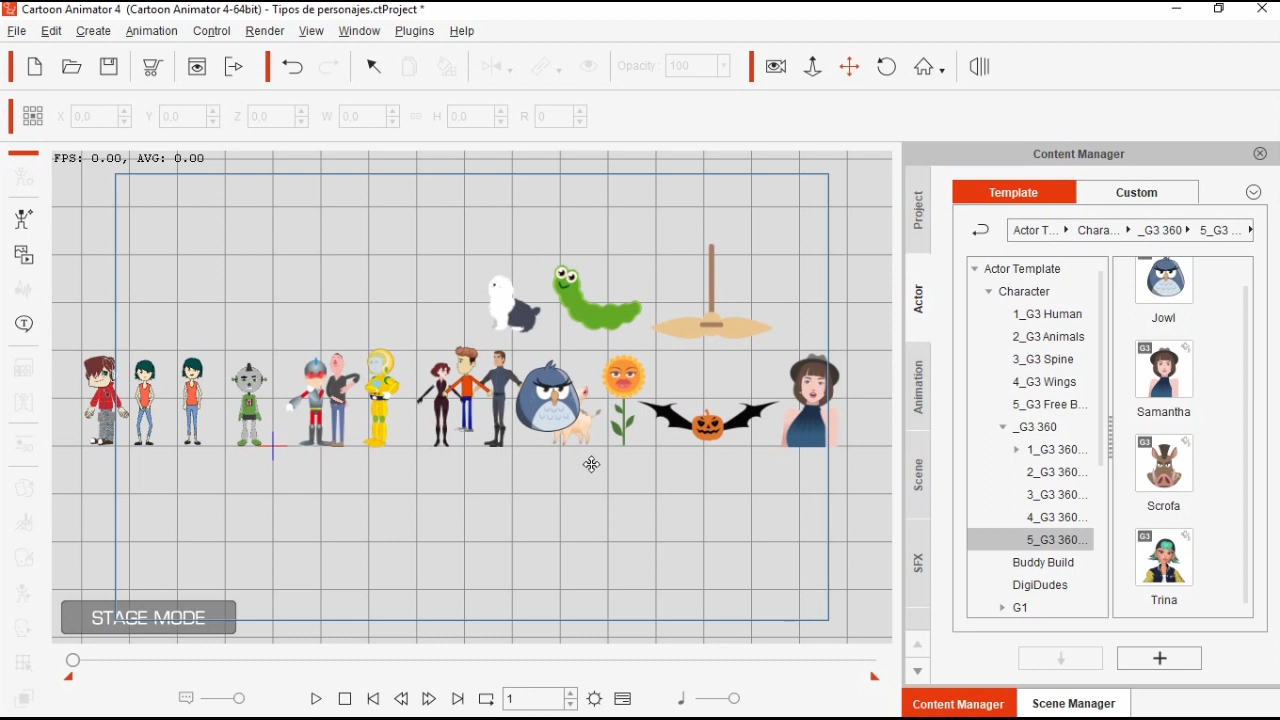 Cartoon Animator 4 (Cartoon Animator 4-64bit) - Tipos de personajes.ctProject *
File Edit Create Animation Control Render View Window Plugins Help
Opacity : 100
X 0,0 Y 0,0 Z 0,0 W 0,0 H 0,0 R 0
FPS: 0.00, AVG: 0.00
STAGE MODE
1
Content Manager
Project
Actor
Animation
Scene
SFX
Template Custom
Actor T... Chara... _G3 360 5_G3 ...
Actor Template
Character
1_G3 Human
2_G3 Animals
3_G3 Spine
4_G3 Wings
5_G3 Free B...
_G3 360
1_G3 360...
2_G3 360...
3_G3 360...
4_G3 360...
5_G3 360...
Buddy Build
DigiDudes
G1
Jowl
G3
Samantha
G3
Scrofa
G3
Trina
Content Manager Scene Manager